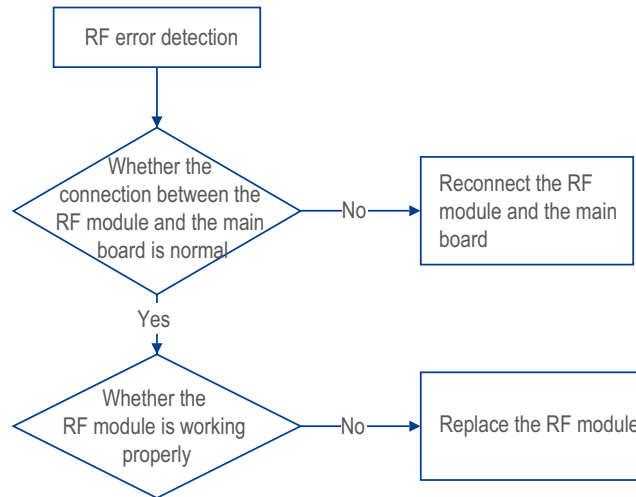 RF error detection
Whether the
connection between the
RF module and the main
board is normal
No
Reconnect the RF
module and the main
board
Yes
Whether the
RF module is working
properly
No
Replace the RF module